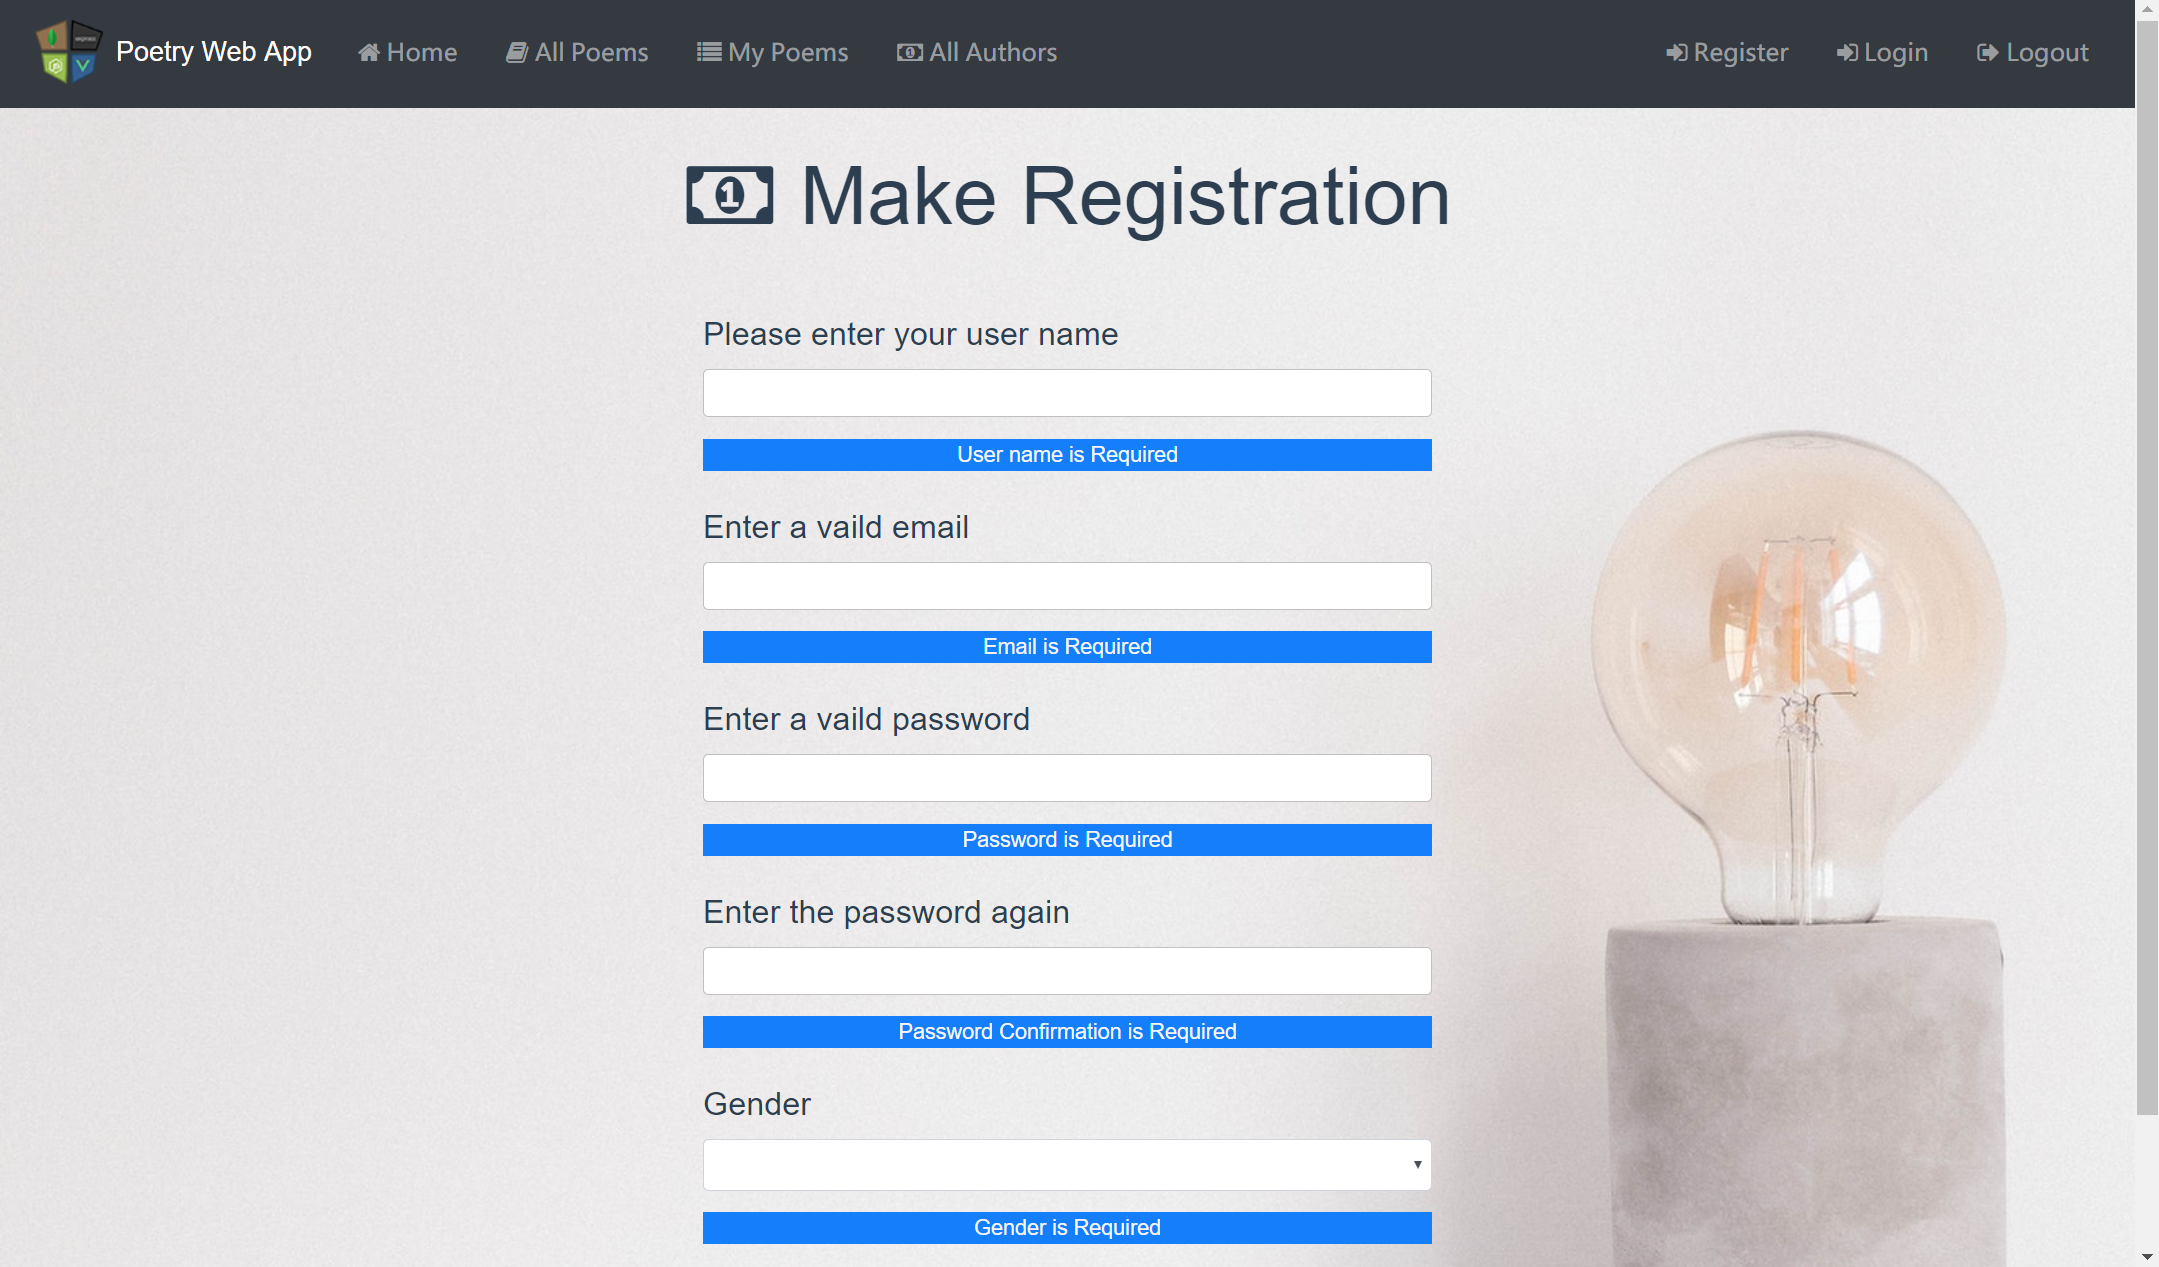 Poetry Web App Home All Poems My Poems All Authors Register Login Logout
1 Make Registration
Please enter your user name
User name is Required
Enter a vaild email
Email is Required
Enter a vaild password
Password is Required
Enter the password again
Password Confirmation is Required
Gender
Gender is Required